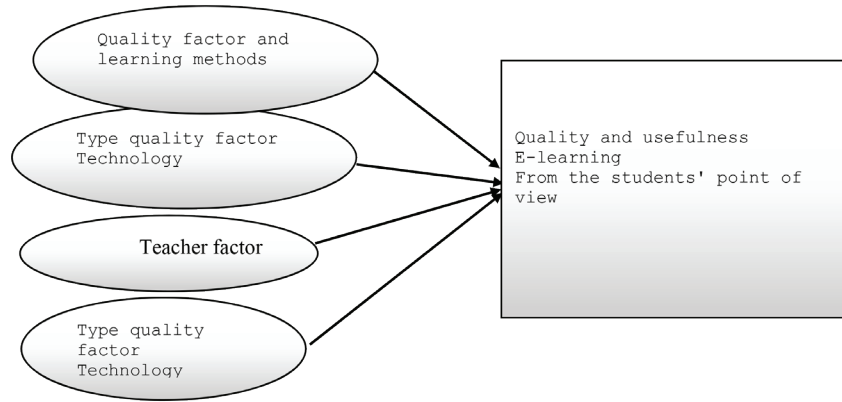 Quality factor and
learning methods
Type quality factor
Technology
Teacher factor
Type quality
factor
Technology
Quality and usefulness
E-learning
From the students' point of
view